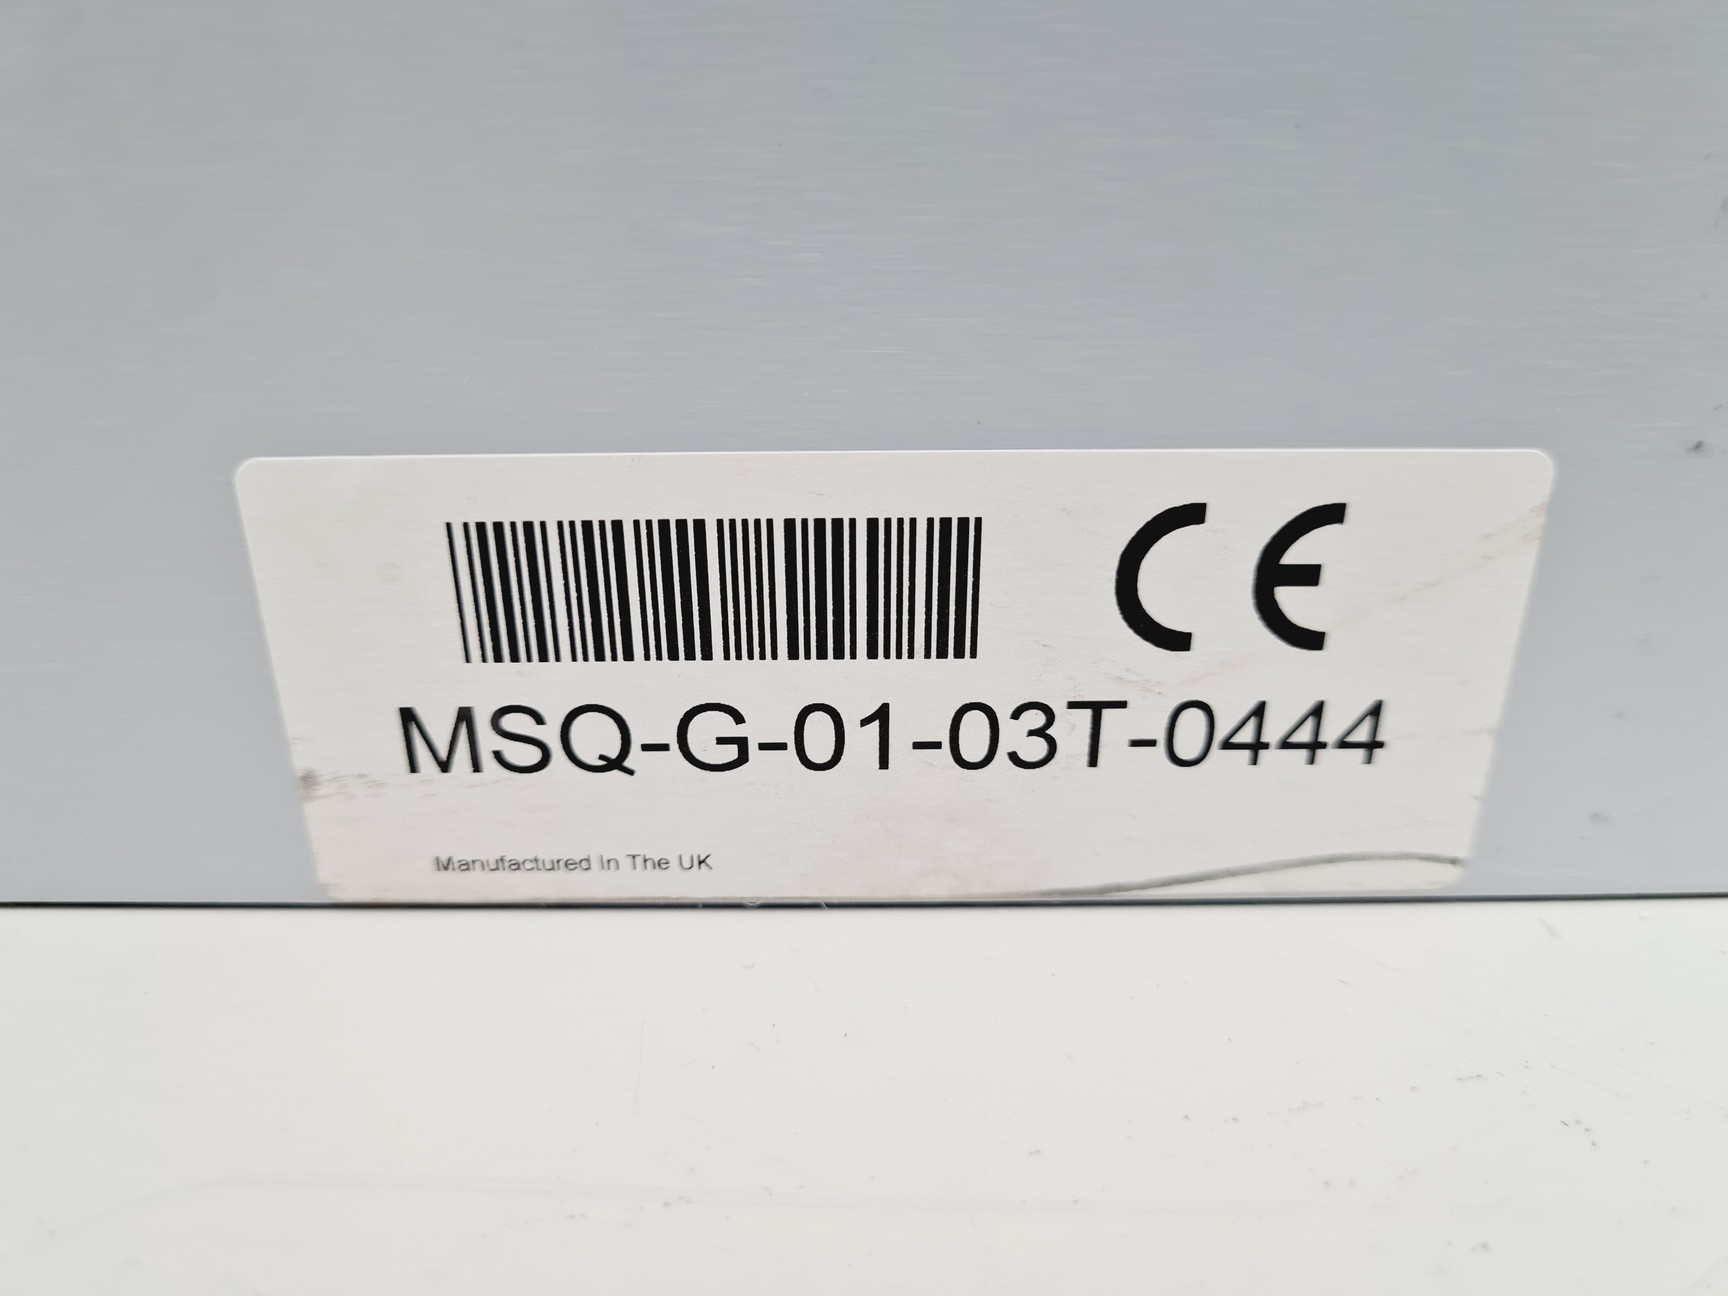 CE
MSQ-G-01-03T-0444
Manufactured In The UK